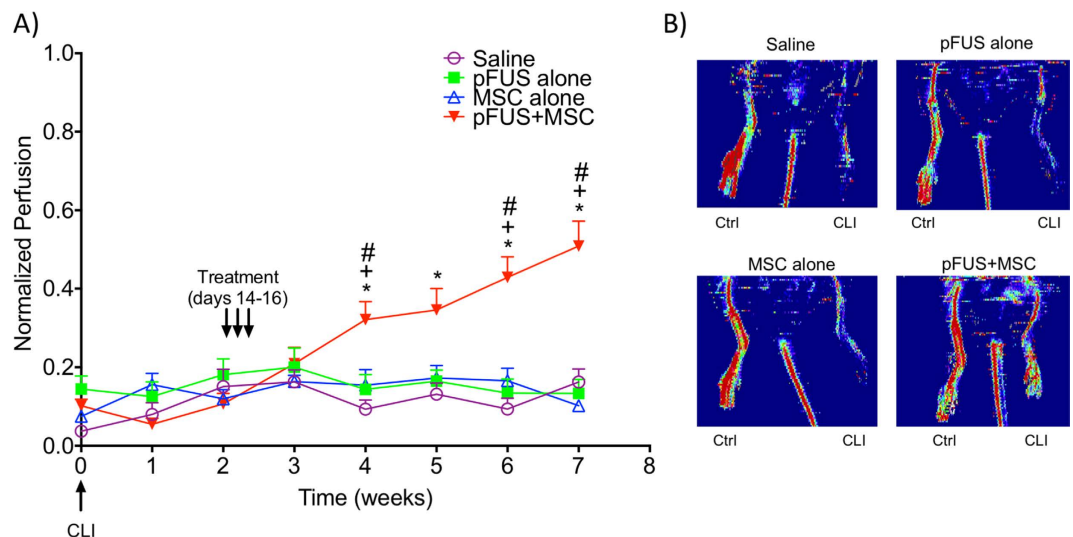 A)
Normalized Perfusion
1.0
0.8
0.6
0.4
0.2
0.0
Saline
pFUS alone
MSC alone
pFUS+MSC
Treatment
(days 14-16)
#
+
*
*
#
+
*
#
+
*
0 1 2 3 4 5 6 7 8
Time (weeks)
CLI
B)
Saline
Ctrl CLI
pFUS alone
Ctrl CLI
MSC alone
Ctrl CLI
pFUS+MSC
Ctrl CLI